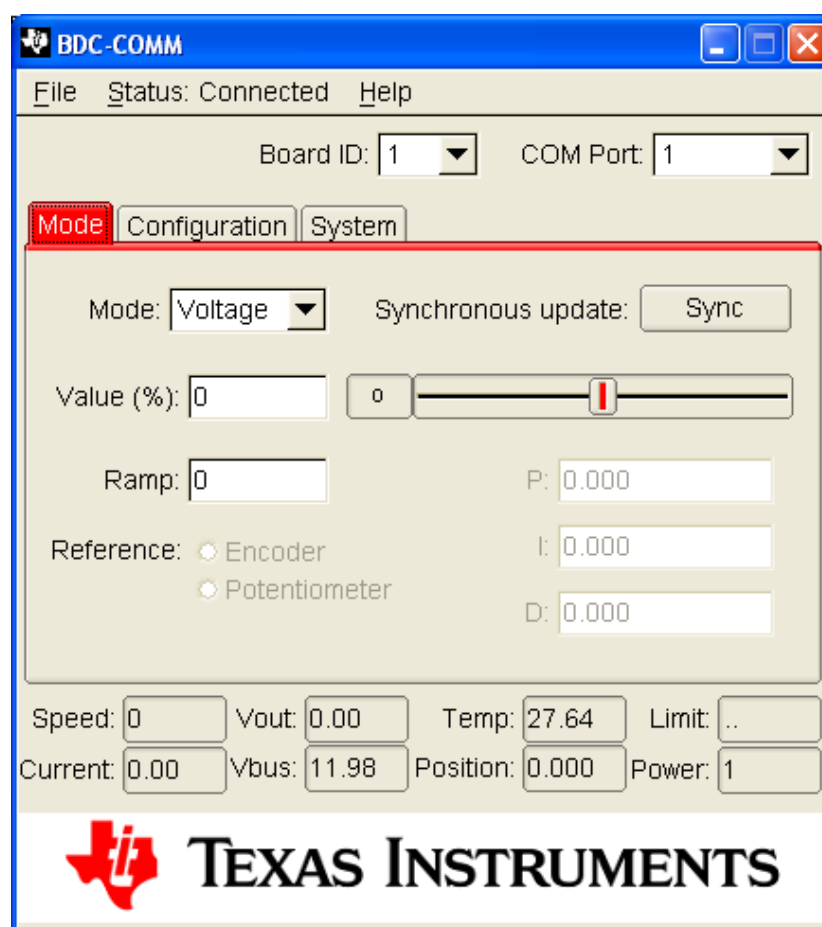 BDC-COMM
File Status: Connected Help
Board ID: 1 COM Port: 1
Mode Configuration System
Mode: Voltage Synchronous update: Sync
Value (%): 0 0
Ramp: 0 P: 0.000
Reference: Encoder I: 0.000
Potentiometer
D: 0.000
Speed: 0 Vout: 0.00 Temp: 27.64 Limit: ..
Current: 0.00 Vbus: 11.98 Position: 0.000 Power: 1
TEXAS INSTRUMENTS